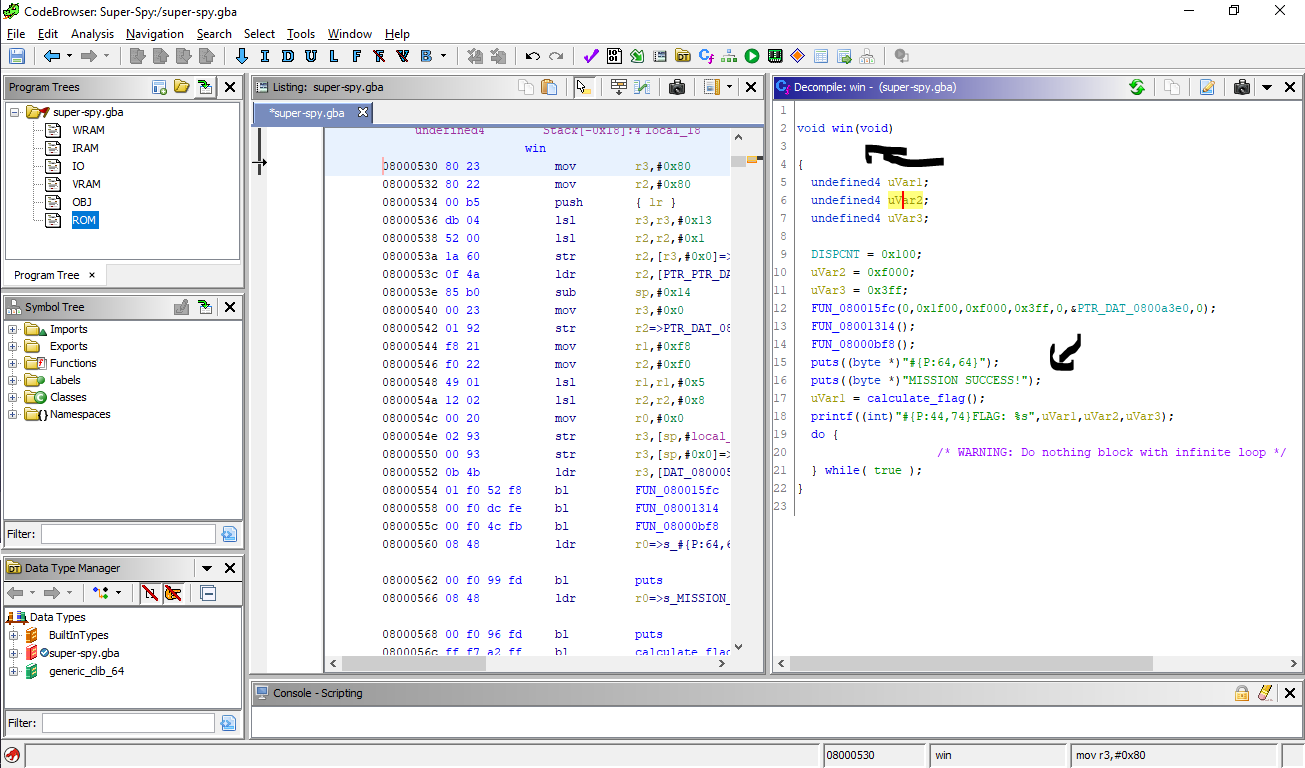 CodeBrowser: Super-Spy:/super-spy.gba
File Edit Analysis Navigation Search Select Tools Window Help
I D U L F R V B
Program Trees
super-spy.gba
WRAM
IRAM
IO
VRAM
OBJ
ROM
Program Tree ×
Symbol Tree
Imports
Exports
Functions
Labels
Classes
Namespaces
Filter:
Data Type Manager
Data Types
BuiltInTypes
super-spy.gba
generic_clib_64
Filter:
Listing: super-spy.gba
*super-spy.gba
undefined4 Stack[-0x18]:4 local_18
win
08000530 80 23 mov r3,#0x80
08000532 80 22 mov r2,#0x80
08000534 00 b5 push { lr }
08000536 db 04 lsl r3,r3,#0x13
08000538 52 00 lsl r2,r2,#0x1
0800053a 1a 60 str r2,[r3,#0x0]=>
0800053c 0f 4a ldr r2,[PTR_PTR_DA
0800053e 85 b0 sub sp,#0x14
08000540 00 23 mov r3,#0x0
08000542 01 92 str r2=>PTR_DAT_08
08000544 f8 21 mov r1,#0xf8
08000546 f0 22 mov r2,#0xf0
08000548 49 01 lsl r1,r1,#0x5
0800054a 12 02 lsl r2,r2,#0x8
0800054c 00 20 mov r0,#0x0
0800054e 02 93 str r3,[sp,#local_
08000550 00 93 str r3,[sp,#0x0]=>
08000552 0b 4b ldr r3,[DAT_080005
08000554 01 f0 52 f8 bl FUN_080015fc
08000558 00 f0 dc fe bl FUN_08001314
0800055c 00 f0 4c fb bl FUN_08000bf8
08000560 08 48 ldr r0=>s_#{P:64,6
08000562 00 f0 99 fd bl puts
08000566 08 48 ldr r0=>s_MISSION_
08000568 00 f0 96 fd bl puts
0800056c ff f7 a2 ff bl calculate_flag
Decompile: win - (super-spy.gba)
1
2 void win(void)
3
4 {
5 undefined4 uVar1;
6 undefined4 uVar2;
7 undefined4 uVar3;
8
9 DISPCNT = 0x100;
10 uVar2 = 0xf000;
11 uVar3 = 0x3ff;
12 FUN_080015fc(0,0x1f00,0xf000,0x3ff,0,&PTR_DAT_0800a3e0,0);
13 FUN_08001314();
14 FUN_08000bf8();
15 puts((byte *)"#{P:64,64}");
16 puts((byte *)"MISSION SUCCESS!");
17 uVar1 = calculate_flag();
18 printf((int)"#{P:44,74}FLAG: %s",uVar1,uVar2,uVar3);
19 do {
20 /* WARNING: Do nothing block with infinite loop */
21 } while( true );
22 }
23
Console - Scripting
08000530 win mov r3,#0x80